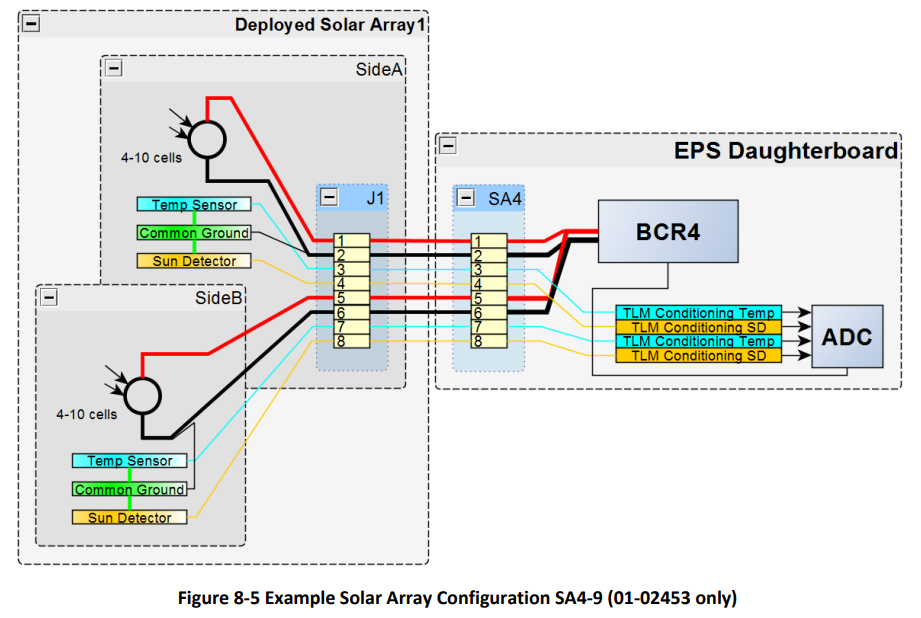 Deployed Solar Array1
SideA
4-10 cells
Temp Sensor
Common Ground
Sun Detector
J1
1
2
3
4
5
6
7
8
SideB
4-10 cells
Temp Sensor
Common Ground
Sun Detector
EPS Daughterboard
SA4
1
2
3
4
5
6
7
8
BCR4
TLM Conditioning Temp
TLM Conditioning SD
TLM Conditioning Temp
TLM Conditioning SD
ADC
Figure 8-5 Example Solar Array Configuration SA4-9 (01-02453 only)